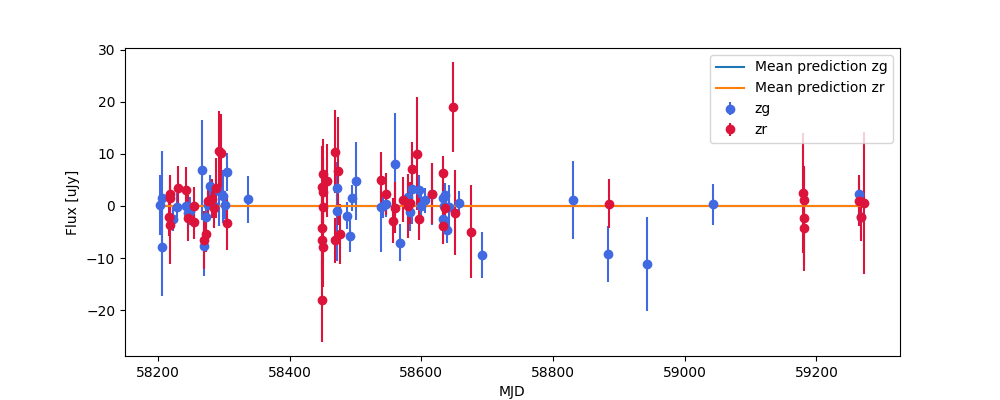 30
20
10
0
−10
−20
Flux [uJy]
58200 58400 58600 58800 59000 59200
MJD
Mean prediction zg
Mean prediction zr
zg
zr